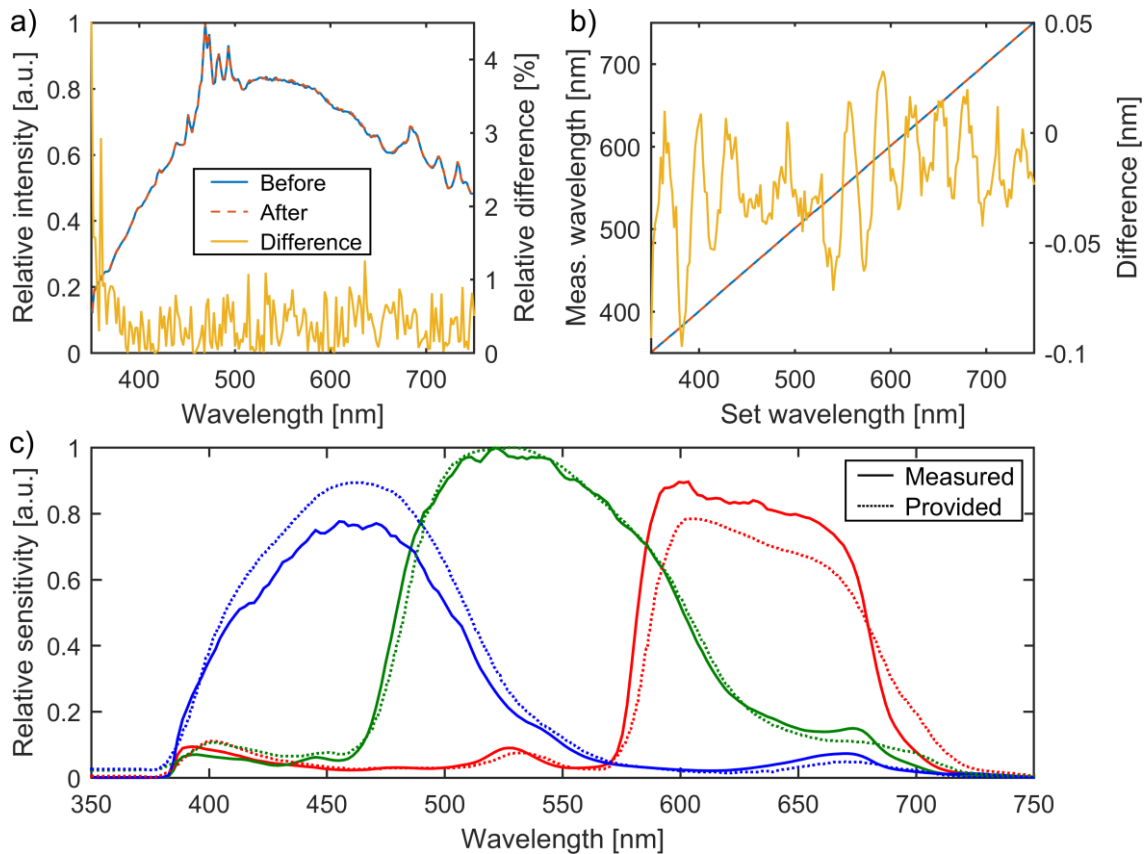 a)
Relative intensity [a.u.]
1
0.8
0.6
0.4
0.2
0
4
3
2
1
0
Relative difference [%]
Before
After
Difference
400
500
600
700
Wavelength [nm]
b)
Meas. wavelength [nm]
700
600
500
400
0.05
0
-0.05
-0.1
Difference [nm]
400
500
600
700
Set wavelength [nm]
c)
Relative sensitivity [a.u.]
1
0.8
0.6
0.4
0.2
0
Measured
Provided
350
400
450
500
550
600
650
700
750
Wavelength [nm]